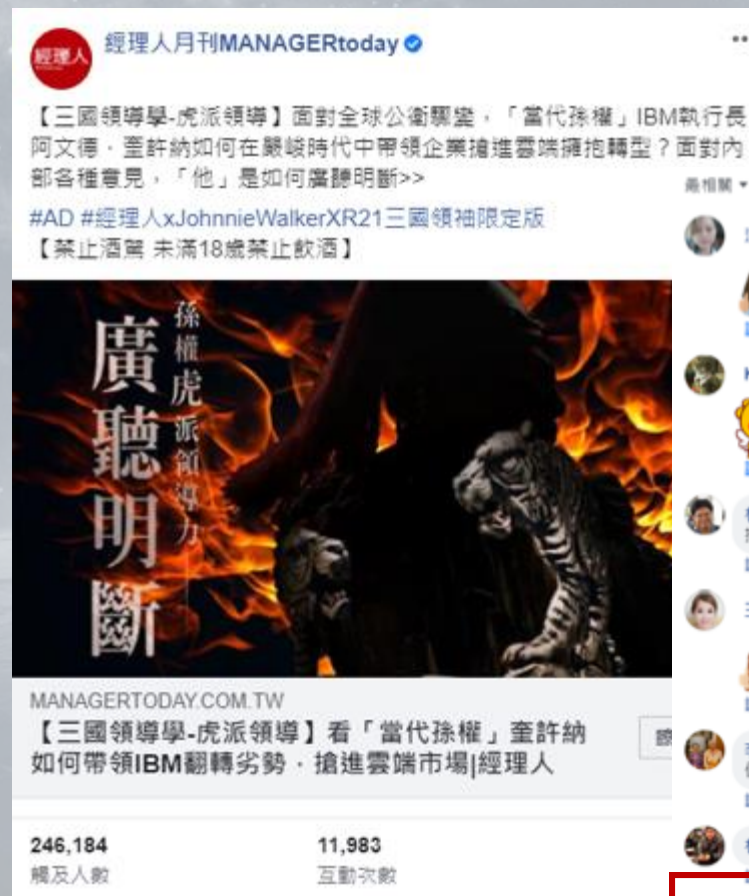 經理人
經理人月刊MANAGERtoday
【三國領導學-虎派領導】面對全球公衛驟變,「當代孫權」IBM執行長
阿文德·奎許納如何在嚴峻時代中帶領企業搶進雲端擁抱轉型?面對內
部各種意見,「他」是如何廣聽明斷>>
#AD #經理人xJohnnieWalkerXR21三國領袖限定版
【禁止酒駕 未滿18歲禁止飲酒】
最相關
廣聽明斷
孫權虎派領導力
MANAGERTODAY.COM.TW
【三國領導學-虎派領導】看「當代孫權」奎許納
如何帶領IBM翻轉劣勢·搶進雲端市場|經理人
246,184
11,983
觸及人數
互動次數